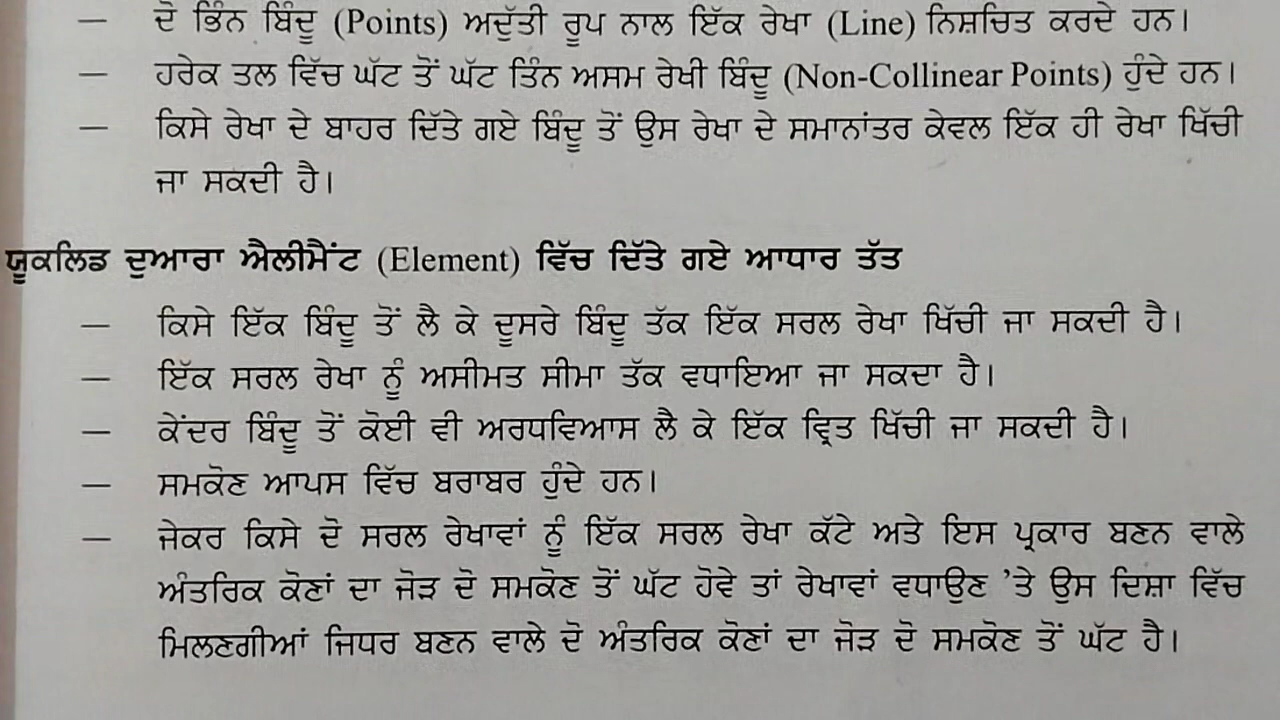 — ਦੋ ਭਿੰਨ ਬਿੰਦੂ (Points) ਅਦੁੱਤੀ ਰੂਪ ਨਾਲ ਇੱਕ ਰੇਖਾ (Line) ਨਿਸ਼ਚਿਤ ਕਰਦੇ ਹਨ।
— ਹਰੇਕ ਤਲ ਵਿੱਚ ਘੱਟ ਤੋਂ ਘੱਟ ਤਿੰਨ ਅਸਮ ਰੇਖੀ ਬਿੰਦੂ (Non-Collinear Points) ਹੁੰਦੇ ਹਨ।
— ਕਿਸੇ ਰੇਖਾ ਦੇ ਬਾਹਰ ਦਿੱਤੇ ਗਏ ਬਿੰਦੂ ਤੋਂ ਉਸ ਰੇਖਾ ਦੇ ਸਮਾਨਾਂਤਰ ਕੇਵਲ ਇੱਕ ਹੀ ਰੇਖਾ ਖਿੱਚੀ
ਜਾ ਸਕਦੀ ਹੈ।
ਯੂਕਲਿਡ ਦੁਆਰਾ ਐਲੀਮੈਂਟ (Element) ਵਿੱਚ ਦਿੱਤੇ ਗਏ ਆਧਾਰ ਤੱਤ
— ਕਿਸੇ ਇੱਕ ਬਿੰਦੂ ਤੋਂ ਲੈ ਕੇ ਦੂਸਰੇ ਬਿੰਦੂ ਤੱਕ ਇੱਕ ਸਰਲ ਰੇਖਾ ਖਿੱਚੀ ਜਾ ਸਕਦੀ ਹੈ।
— ਇੱਕ ਸਰਲ ਰੇਖਾ ਨੂੰ ਅਸੀਮਤ ਸੀਮਾ ਤੱਕ ਵਧਾਇਆ ਜਾ ਸਕਦਾ ਹੈ।
— ਕੇਂਦਰ ਬਿੰਦੂ ਤੋਂ ਕੋਈ ਵੀ ਅਰਧਵਿਆਸ ਲੈ ਕੇ ਇੱਕ ਵ੍ਰਿਤ ਖਿੱਚੀ ਜਾ ਸਕਦੀ ਹੈ।
— ਸਮਕੋਣ ਆਪਸ ਵਿੱਚ ਬਰਾਬਰ ਹੁੰਦੇ ਹਨ।
— ਜੇਕਰ ਕਿਸੇ ਦੋ ਸਰਲ ਰੇਖਾਵਾਂ ਨੂੰ ਇੱਕ ਸਰਲ ਰੇਖਾ ਕੱਟੇ ਅਤੇ ਇਸ ਪ੍ਰਕਾਰ ਬਣਨ ਵਾਲੇ
ਅੰਤਰਿਕ ਕੋਣਾਂ ਦਾ ਜੋੜ ਦੋ ਸਮਕੋਣ ਤੋਂ ਘੱਟ ਹੋਵੇ ਤਾਂ ਰੇਖਾਵਾਂ ਵਧਾਉਣ ’ਤੇ ਉਸ ਦਿਸ਼ਾ ਵਿੱਚ
ਮਿਲਣਗੀਆਂ ਜਿਧਰ ਬਣਨ ਵਾਲੇ ਦੋ ਅੰਤਰਿਕ ਕੋਣਾਂ ਦਾ ਜੋੜ ਦੋ ਸਮਕੋਣ ਤੋਂ ਘੱਟ ਹੈ।